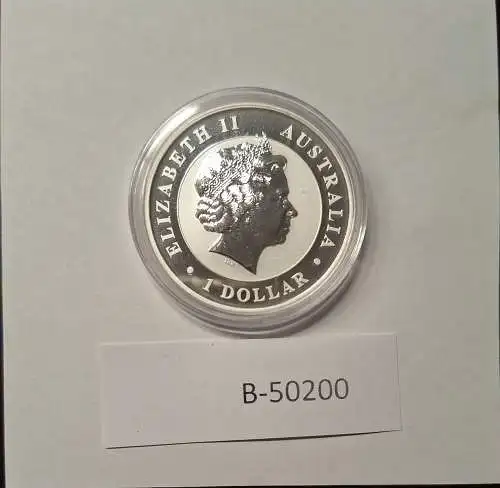 ELIZABETH II AUSTRALIA
• 1 DOLLAR •
B-50200